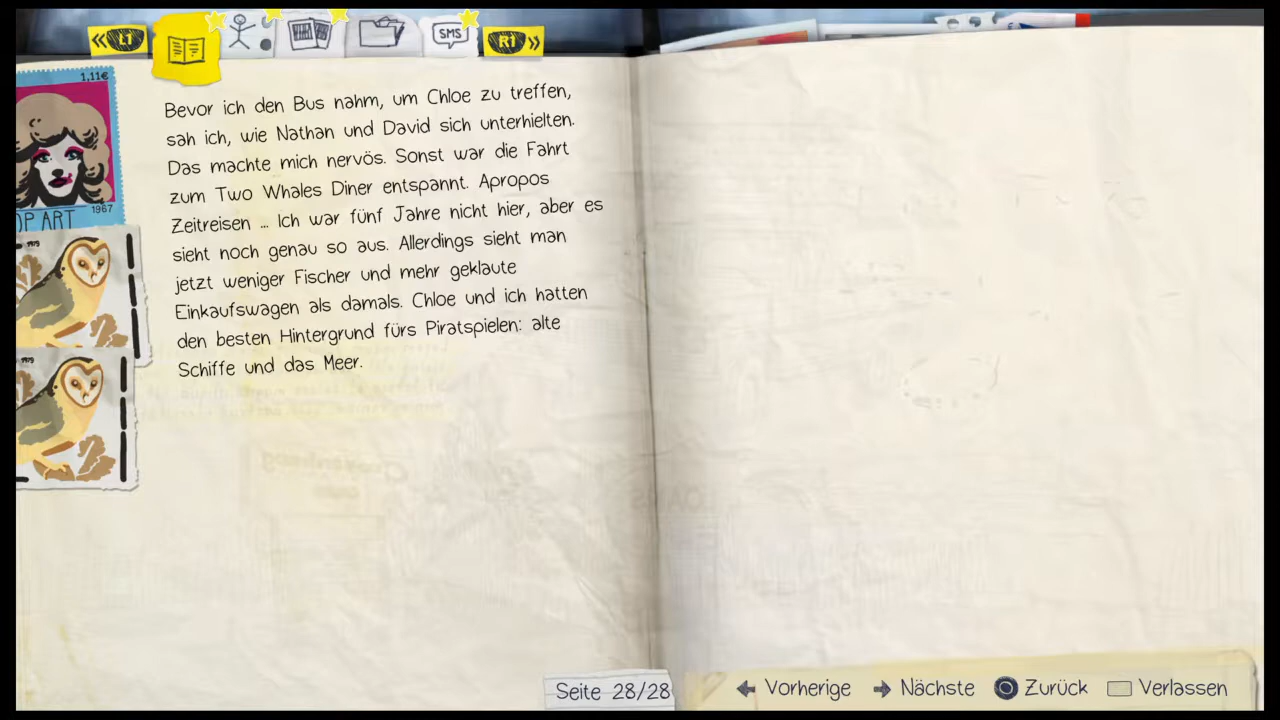 L1
SMS
R1
1,11€
1967
OP ART
1979
1979
Bevor ich den Bus nahm, um Chloe zu treffen,
sah ich, wie Nathan und David sich unterhielten.
Das machte mich nervös. Sonst war die Fahrt
zum Two Whales Diner entspannt. Apropos
Zeitreisen ... Ich war fünf Jahre nicht hier, aber es
sieht noch genau so aus. Allerdings sieht man
jetzt weniger Fischer und mehr geklaute
Einkaufswagen als damals. Chloe und ich hatten
den besten Hintergrund fürs Piratspielen: alte
Schiffe und das Meer.
Seite 28/28
Vorherige
Nächste
Zurück
Verlassen